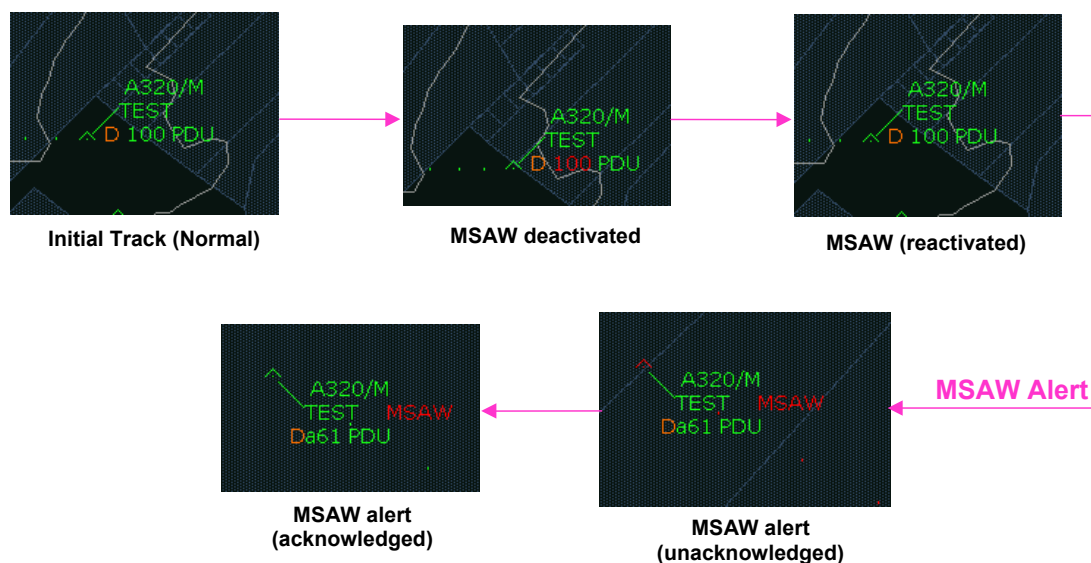 A320/M
TEST
D 100 PDU
Initial Track (Normal)
A320/M
TEST
D 100 PDU
MSAW deactivated
A320/M
TEST
D 100 PDU
MSAW (reactivated)
A320/M
TEST MSAW
Da61 PDU
MSAW alert
(acknowledged)
A320/M
TEST MSAW
Da61 PDU
MSAW alert
(unacknowledged)
MSAW Alert